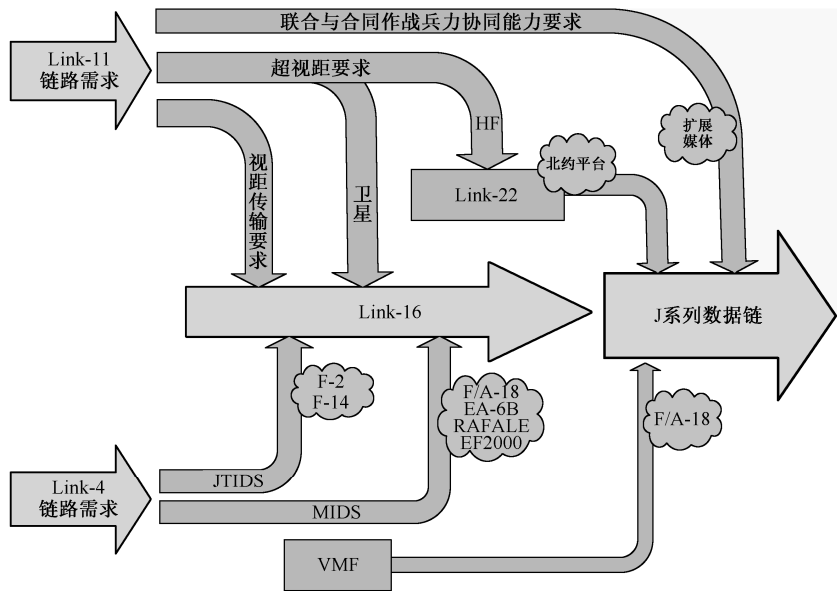 联合与合同作战兵力协同能力要求
Link-11
链路需求
超视距要求
HF
扩展
媒体
视距传输要求
卫星
北约平台
Link-22
Link-16
J系列数据链
F-2
F-14
F/A-18
EA-6B
RAFALE
EF2000
F/A-18
Link-4
链路需求
JTIDS
MIDS
VMF